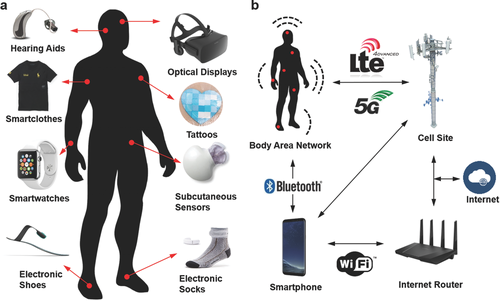 a
Hearing Aids
Optical Displays
Smartclothes
Tattoos
Smartwatches
Subcutaneous
Sensors
Electronic
Shoes
Electronic
Socks
b
Lte
ADVANCED
5G
Body Area Network
Cell Site
Bluetooth®
Internet
Smartphone
WiFi
Internet Router